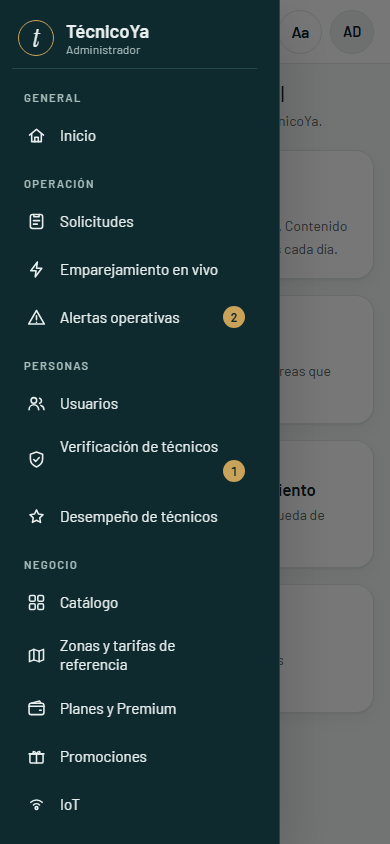 t
TécnicoYa
Administrador
Aa
AD
GENERAL
nicoYa.
Inicio
OPERACIÓN
Solicitudes
Contenido
cada día.
Emparejamiento en vivo
Alertas operativas
2
PERSONAS
reas que
Usuarios
Verificación de técnicos
1
iento
ueda de
Desempeño de técnicos
NEGOCIO
Catálogo
Zonas y tarifas de
referencia
s
Planes y Premium
Promociones
IoT